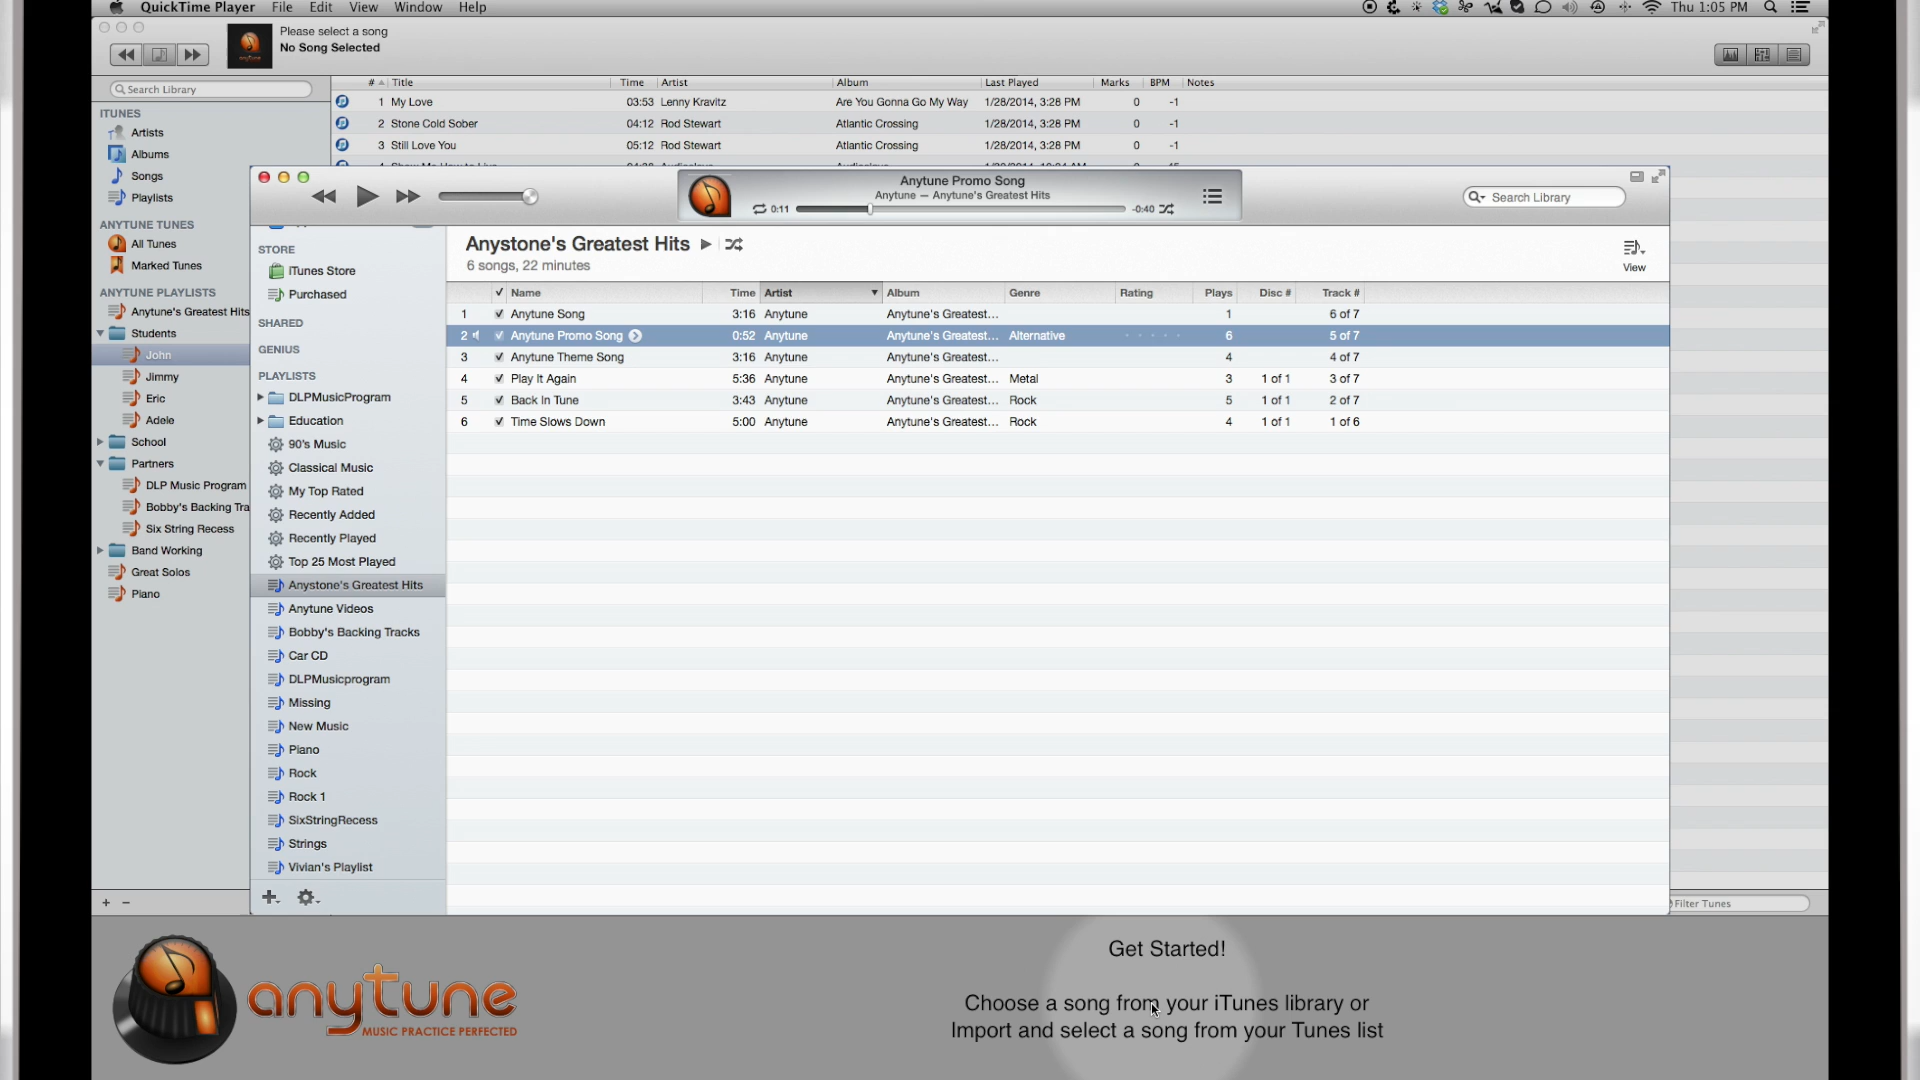 QuickTime Player File Edit View Window Help Thu 1:05 PM
Please select a song
No Song Selected
Search Library
# Title Time Artist Album Last Played Marks BPM Notes
1 My Love 03:53 Lenny Kravitz Are You Gonna Go My Way 1/28/2014, 3:28 PM 0 -1
2 Stone Cold Sober 04:12 Rod Stewart Atlantic Crossing 1/28/2014, 3:28 PM 0 -1
3 Still Love You 05:12 Rod Stewart Atlantic Crossing 1/28/2014, 3:28 PM 0 -1
ITUNES
Artists
Albums
Songs
Playlists
ANYTUNE TUNES
All Tunes
Marked Tunes
ANYTUNE PLAYLISTS
Anytune's Greatest Hits
Students
John
Jimmy
Eric
Adele
School
Partners
DLP Music Program
Bobby's Backing Tra
Six String Recess
Band Working
Great Solos
Piano
Anytune Promo Song
Anytune — Anytune's Greatest Hits
0:11 -0:40
Search Library
STORE
iTunes Store
Purchased
SHARED
GENIUS
PLAYLISTS
DLPMusicProgram
Education
90's Music
Classical Music
My Top Rated
Recently Added
Recently Played
Top 25 Most Played
Anystone's Greatest Hits
Anytune Videos
Bobby's Backing Tracks
Car CD
DLPMusicprogram
Missing
New Music
Piano
Rock
Rock 1
SixStringRecess
Strings
Vivian's Playlist
Anystone's Greatest Hits
6 songs, 22 minutes
View
Name Time Artist Album Genre Rating Plays Disc # Track #
1 Anytune Song 3:16 Anytune Anytune's Greatest... 1 6 of 7
2 Anytune Promo Song 0:52 Anytune Anytune's Greatest... Alternative 6 5 of 7
3 Anytune Theme Song 3:16 Anytune Anytune's Greatest... 4 4 of 7
4 Play It Again 5:36 Anytune Anytune's Greatest... Metal 3 1 of 1 3 of 7
5 Back In Tune 3:43 Anytune Anytune's Greatest... Rock 5 1 of 1 2 of 7
6 Time Slows Down 5:00 Anytune Anytune's Greatest... Rock 4 1 of 1 1 of 6
Filter Tunes
anytune
MUSIC PRACTICE PERFECTED
Get Started!
Choose a song from your iTunes library or
Import and select a song from your Tunes list